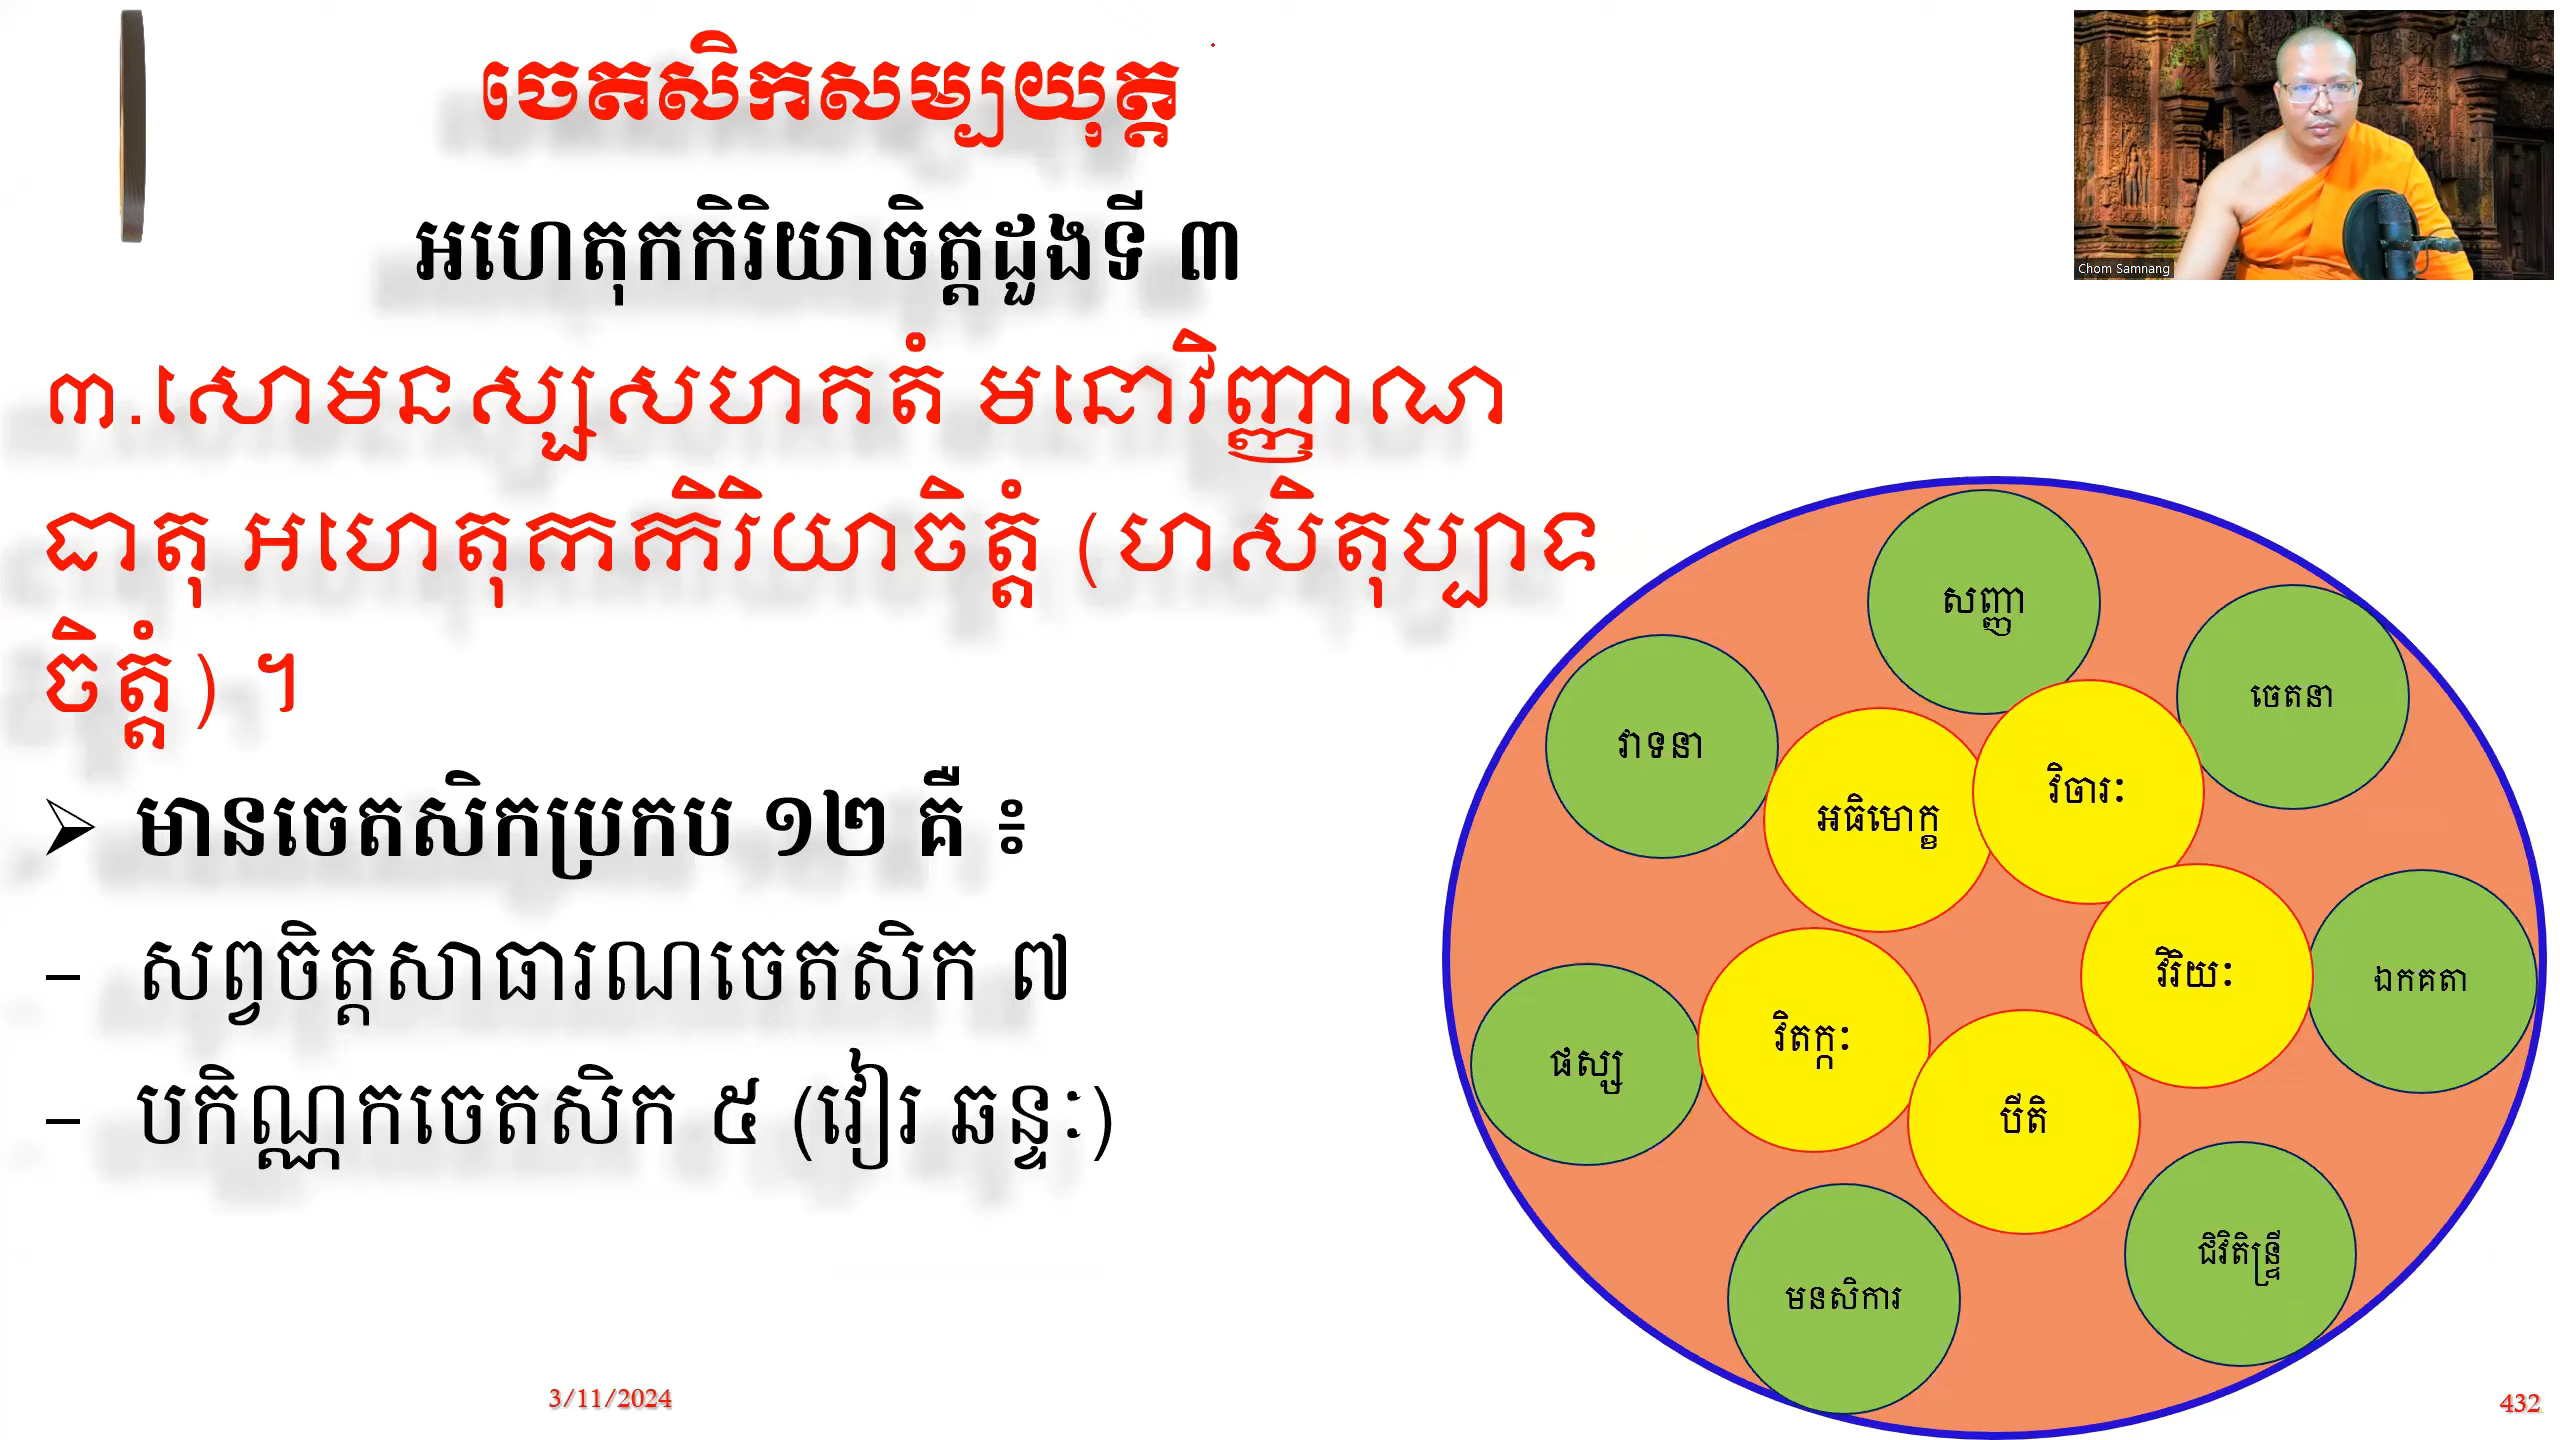 ចេតសិកសម្បយុត្ត
អហេតុកកិរិយាចិត្តដួងទី ៣
៣.សោមនស្សសហគតំ មនោវិញ្ញាណ
ធាតុ អហេតុកកិរិយាចិត្តំ (ហសិតុប្បាទ
ចិត្តំ) ។
មានចេតសិកប្រកប ១២ គឺ ៖
- សព្វចិត្តសាធារណចេតសិក ៧
- បកិណ្ណកចេតសិក ៥ (វៀរ ឆន្ទៈ)
សញ្ញា
ចេតនា
វាទនា
វិចារៈ
អធិមោក្ខ
វិរិយៈ
ឯកគតា
វិតក្កៈ
ផស្ស
បីតិ
ជិវិតិន្ទ្រី
មនសិការ
Chom Samnang
3/11/2024
432